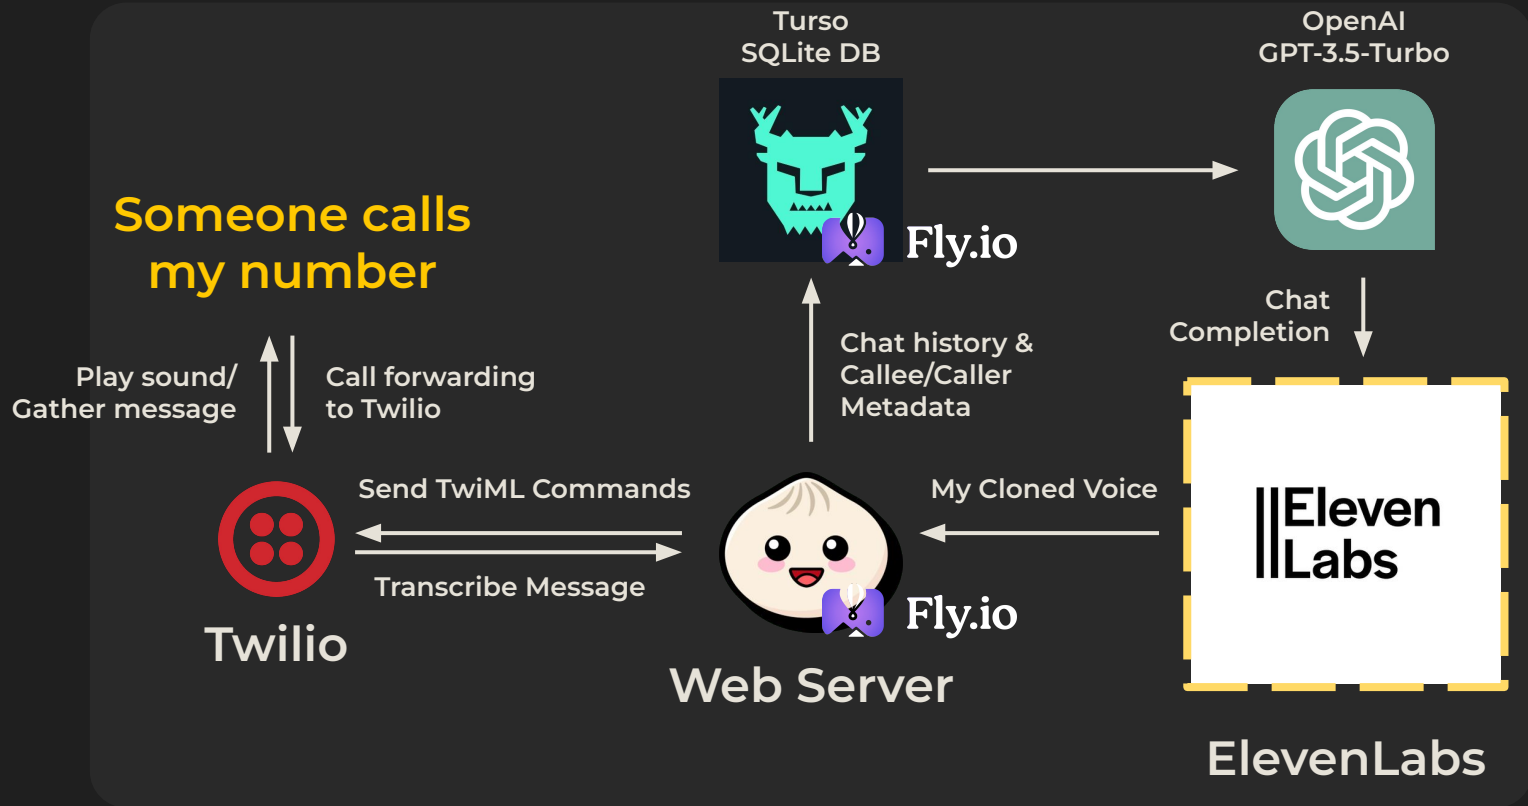 Turso
SQLite DB
OpenAI
GPT-3.5-Turbo
Someone calls
my number
Fly.io
Chat
Completion
Chat history &
Callee/Caller
Metadata
Play sound/
Gather message
Call forwarding
to Twilio
Send TwiML Commands
My Cloned Voice
Eleven
Labs
Transcribe Message
Fly.io
Twilio
Web Server
ElevenLabs